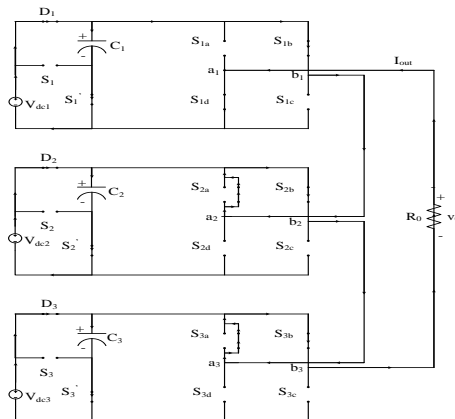 D1
+
C1
-
S1
S1`
Vdc1
S1a
S1b
a1
b1
S1d
S1c
Iout
D2
+
C2
-
S2
S2`
Vdc2
S2a
S2b
a2
b2
S2d
S2c
R0
+
v
-
D3
+
C3
-
S3
S3`
Vdc3
S3a
S3b
a3
b3
S3d
S3c